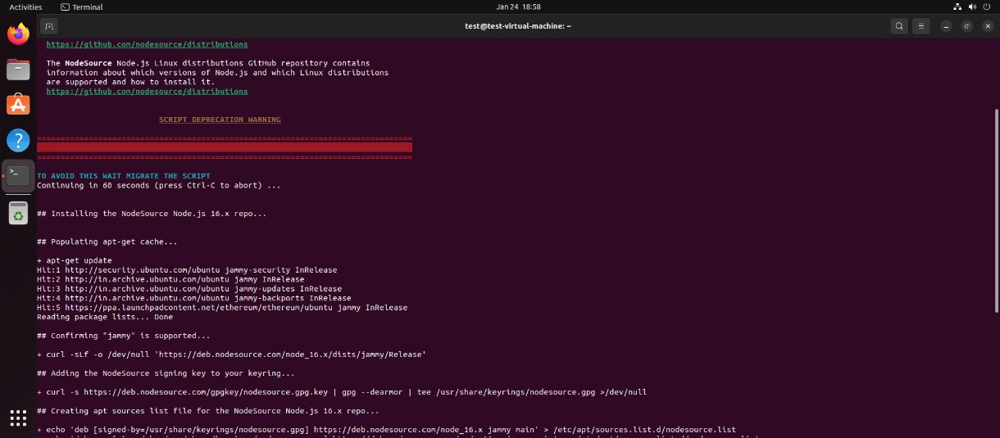 Activities
Terminal
Jan 24 18:58
test@test-virtual-machine: ~
https://github.com/nodesource/distributions
The NodeSource Node.js Linux distributions GitHub repository contains
information about which versions of Node.js and which Linux distributions
are supported and how to install it.
https://github.com/nodesource/distributions
SCRIPT DEPRECATION WARNING
================================================================================
================================================================================
TO AVOID THIS WAIT MIGRATE THE SCRIPT
Continuing in 60 seconds (press Ctrl-C to abort) ...
## Installing the NodeSource Node.js 16.x repo...
## Populating apt-get cache...
+ apt-get update
Hit:1 http://security.ubuntu.com/ubuntu jammy-security InRelease
Hit:2 http://in.archive.ubuntu.com/ubuntu jammy InRelease
Hit:3 http://in.archive.ubuntu.com/ubuntu jammy-updates InRelease
Hit:4 http://in.archive.ubuntu.com/ubuntu jammy-backports InRelease
Hit:5 https://ppa.launchpadcontent.net/ethereum/ethereum/ubuntu jammy InRelease
Reading package lists... Done
## Confirming "jammy" is supported...
+ curl -sLf -o /dev/null 'https://deb.nodesource.com/node_16.x/dists/jammy/Release'
## Adding the NodeSource signing key to your keyring...
+ curl -s https://deb.nodesource.com/gpgkey/nodesource.gpg.key | gpg --dearmor | tee /usr/share/keyrings/nodesource.gpg >/dev/null
## Creating apt sources list file for the NodeSource Node.js 16.x repo...
+ echo 'deb [signed-by=/usr/share/keyrings/nodesource.gpg] https://deb.nodesource.com/node_16.x jammy main' > /etc/apt/sources.list.d/nodesource.list